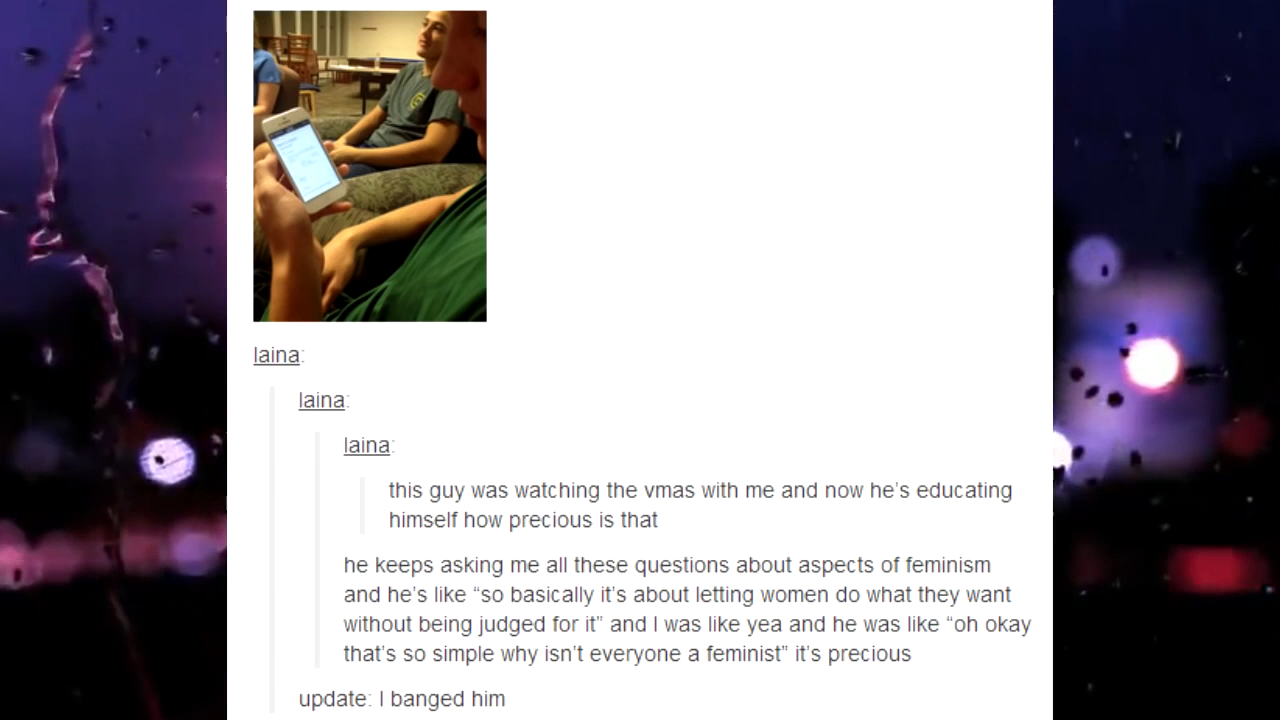 laina:
laina:
laina:
this guy was watching the vmas with me and now he's educating
himself how precious is that
he keeps asking me all these questions about aspects of feminism
and he's like “so basically it's about letting women do what they want
without being judged for it” and I was like yea and he was like “oh okay
that's so simple why isn't everyone a feminist” it's precious
update: I banged him